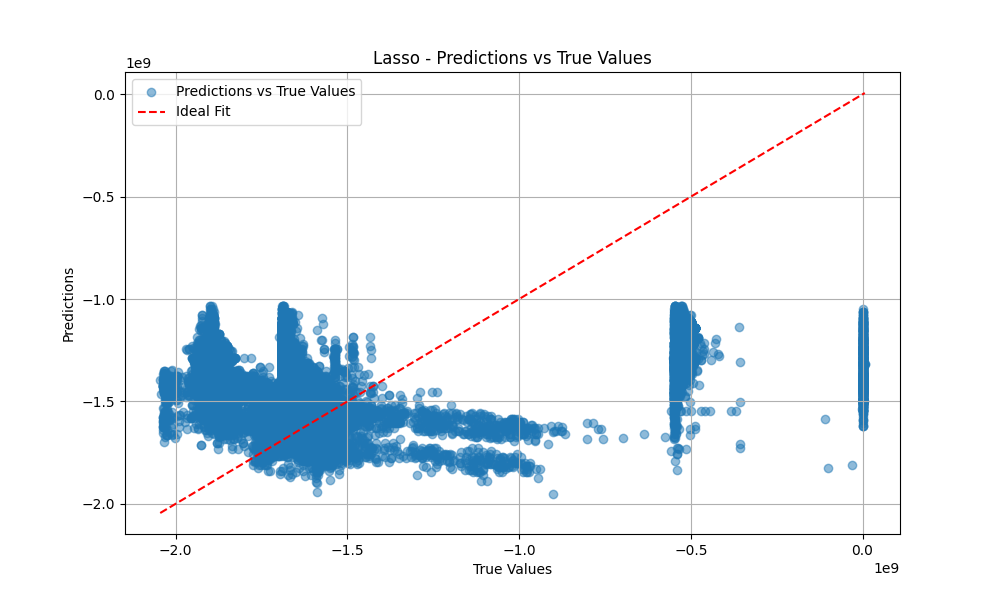 Lasso - Predictions vs True Values
1e9
Predictions vs True Values
Ideal Fit
0.0
−0.5
−1.0
−1.5
−2.0
Predictions
−2.0 −1.5 −1.0 −0.5 0.0
1e9
True Values